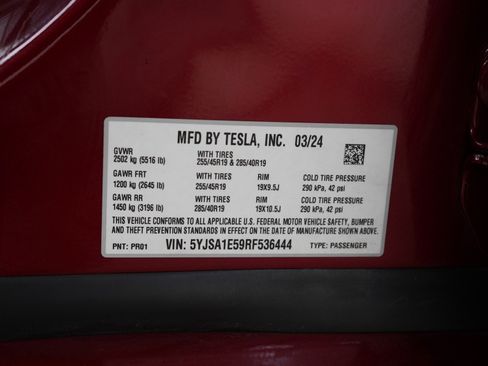 MFD BY TESLA, INC. 03/24
GVWR
2502 kg (5516 lb) WITH TIRES 255/45R19 & 285/40R19
GAWR FRT WITH TIRES RIM COLD TIRE PRESSURE
1200 kg (2645 lb) 255/45R19 19X9.5J 290 kPa, 42 psi
GAWR RR WITH TIRES RIM COLD TIRE PRESSURE
1450 kg (3196 lb) 285/40R19 19X10.5J 290 kPa, 42 psi
THIS VEHICLE CONFORMS TO ALL APPLICABLE U.S. FEDERAL MOTOR VEHICLE SAFETY, BUMPER
AND THEFT PREVENTION STANDARDS IN EFFECT ON THE DATE OF MANUFACTURE SHOWN ABOVE.
PNT: PR01 VIN: 5YJSA1E59RF536444 TYPE: PASSENGER